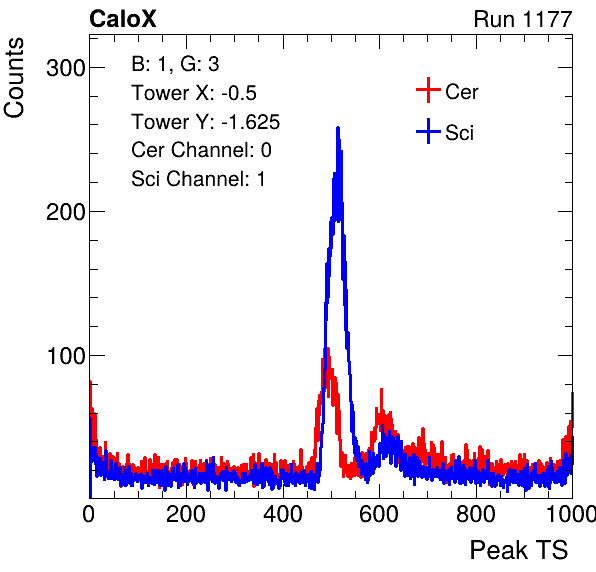 CaloX Run 1177
Counts
300
200
100
B: 1, G: 3
Tower X: -0.5
Tower Y: -1.625
Cer Channel: 0
Sci Channel: 1
Cer
Sci
0 200 400 600 800 1000
Peak TS